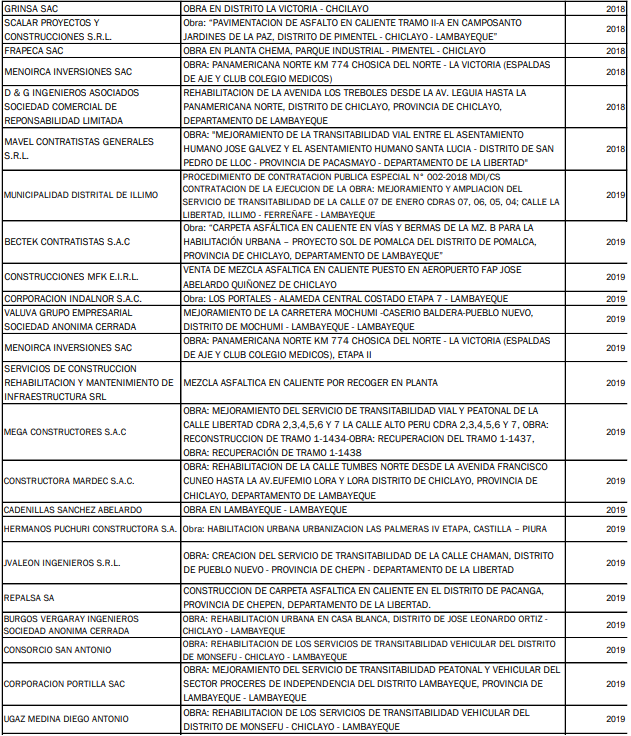 GRINSA SAC OBRA EN DISTRITO LA VICTORIA - CHCILAYO 2018
SCALAR PROYECTOS Y CONSTRUCCIONES S.R.L. Obra: “PAVIMENTACION DE ASFALTO EN CALIENTE TRAMO II-A EN CAMPOSANTO
JARDINES DE LA PAZ, DISTRITO DE PIMENTEL - CHICLAYO - LAMBAYEQUE” 2018
FRAPECA SAC OBRA EN PLANTA CHEMA, PARQUE INDUSTRIAL - PIMENTEL - CHICLAYO 2018
MENOIRCA INVERSIONES SAC OBRA: PANAMERICANA NORTE KM 774 CHOSICA DEL NORTE - LA VICTORIA (ESPALDAS
DE AJE Y CLUB COLEGIO MEDICOS) 2018
D & G INGENIEROS ASOCIADOS REHABILITACION DE LA AVENIDA LOS TREBOLES DESDE LA AV. LEGUIA HASTA LA
SOCIEDAD COMERCIAL DE PANAMERICANA NORTE, DISTRITO DE CHICLAYO, PROVINCIA DE CHICLAYO, 2018
REPONSABILIDAD LIMITADA DEPARTAMENTO DE LAMBAYEQUE
MAVEL CONTRATISTAS GENERALES OBRA: "MEJORAMIENTO DE LA TRANSITABILIDAD VIAL ENTRE EL ASENTAMIENTO
S.R.L. HUMANO JOSE GALVEZ Y EL ASENTAMIENTO HUMANO SANTA LUCIA - DISTRITO DE SAN 2018
PEDRO DE LLOC - PROVINCIA DE PACASMAYO - DEPARTAMENTO DE LA LIBERTAD"
PROCEDIMIENTO DE CONTRATACION PUBLICA ESPECIAL N° 002-2018 MDI/CS
MUNICIPALIDAD DISTRITAL DE ILLIMO CONTRATACION DE LA EJECUCION DE LA OBRA: MEJORAMIENTO Y AMPLIACION DEL 2019
SERVICIO DE TRANSITABILIDAD DE LA CALLE 07 DE ENERO CDRAS 07, 06, 05, 04; CALLE LA
LIBERTAD, ILLIMO - FERREÑAFE - LAMBAYEQUE
Obra: “CARPETA ASFÁLTICA EN CALIENTE EN VÍAS Y BERMAS DE LA MZ. B PARA LA
BECTEK CONTRATISTAS S.A.C HABILITACIÓN URBANA – PROYECTO SOL DE POMALCA DEL DISTRITO DE POMALCA, 2019
PROVINCIA DE CHICLAYO, DEPARTAMENTO DE LAMBAYEQUE”
CONSTRUCCIONES MFK E.I.R.L. VENTA DE MEZCLA ASFALTICA EN CALIENTE PUESTO EN AEROPUERTO FAP JOSE
ABELARDO QUIÑONEZ DE CHICLAYO 2019
CORPORACION INDALNOR S.A.C. Obra: LOS PORTALES - ALAMEDA CENTRAL COSTADO ETAPA 7 - LAMBAYEQUE 2019
VALUVA GRUPO EMPRESARIAL MEJORAMIENTO DE LA CARRETERA MOCHUMI -CASERIO BALDERA-PUEBLO NUEVO,
SOCIEDAD ANONIMA CERRADA DISTRITO DE MOCHUMI - LAMBAYEQUE - LAMBAYEQUE 2019
MENOIRCA INVERSIONES SAC OBRA: PANAMERICANA NORTE KM 774 CHOSICA DEL NORTE - LA VICTORIA (ESPALDAS
DE AJE Y CLUB COLEGIO MEDICOS), ETAPA II 2019
SERVICIOS DE CONSTRUCCION
REHABILITACION Y MANTENIMIENTO DE MEZCLA ASFALTICA EN CALIENTE POR RECOGER EN PLANTA 2019
INFRAESTRUCTURA SRL
OBRA: MEJORAMIENTO DEL SERVICIO DE TRANSITABILIDAD VIAL Y PEATONAL DE LA
CALLE LIBERTAD CDRA 2,3,4,5,6 Y 7 LA CALLE ALTO PERU CDRA 2,3,4,5,6 Y 7, OBRA:
MEGA CONSTRUCTORES S.A.C RECONSTRUCCION DE TRAMO 1-1434-OBRA: RECUPERACION DEL TRAMO 1-1437, 2019
OBRA: RECUPERACIÓN DE TRAMO 1-1438
OBRA: REHABILITACION DE LA CALLE TUMBES NORTE DESDE LA AVENIDA FRANCISCO
CONSTRUCTORA MARDEC S.A.C. CUNEO HASTA LA AV.EUFEMIO LORA Y LORA DISTRITO DE CHICLAYO, PROVINCIA DE 2019
CHICLAYO, DEPARTAMENTO DE LAMBAYEQUE
CADENILLAS SANCHEZ ABELARDO OBRA EN LAMBAYEQUE - LAMBAYEQUE 2019
HERMANOS PUCHURI CONSTRUCTORA S.A. Obra: HABILITACION URBANA URBANIZACION LAS PALMERAS IV ETAPA, CASTILLA – PIURA 2019
JVALEON INGENIEROS S.R.L. OBRA: CREACION DEL SERVICIO DE TRANSITABILIDAD DE LA CALLE CHAMAN, DISTRITO
DE PUEBLO NUEVO - PROVINCIA DE CHEPN - DEPARTAMENTO DE LA LIBERTAD 2019
REPALSA SA CONSTRUCCION DE CARPETA ASFALTICA EN CALIENTE EN EL DISTRITO DE PACANGA,
PROVINCIA DE CHEPEN, DEPARTAMENTO DE LA LIBERTAD. 2019
BURGOS VERGARAY INGENIEROS OBRA: REHABILITACION URBANA EN CASA BLANCA, DISTRITO DE JOSE LEONARDO ORTIZ -
SOCIEDAD ANONIMA CERRADA CHICLAYO - LAMBAYEQUE 2019
CONSORCIO SAN ANTONIO OBRA: REHABILITACION DE LOS SERVICIOS DE TRANSITABILIDAD VEHICULAR DEL DISTRITO
DE MONSEFU - CHICLAYO - LAMBAYEQUE 2019
OBRA: MEJORAMIENTO DEL SERVICIO DE TRANSITABILIDAD PEATONAL Y VEHICULAR DEL
CORPORACION PORTILLA SAC SECTOR PROCERES DE INDEPENDENCIA DEL DISTRITO LAMBAYEQUE, PROVINCIA DE 2019
LAMBAYEQUE - LAMBAYEQUE
UGAZ MEDINA DIEGO ANTONIO OBRA: REHABILITACION DE LOS SERVICIOS DE TRANSITABILIDAD VEHICULAR DEL
DISTRITO DE MONSEFU - CHICLAYO - LAMBAYEQUE 2019